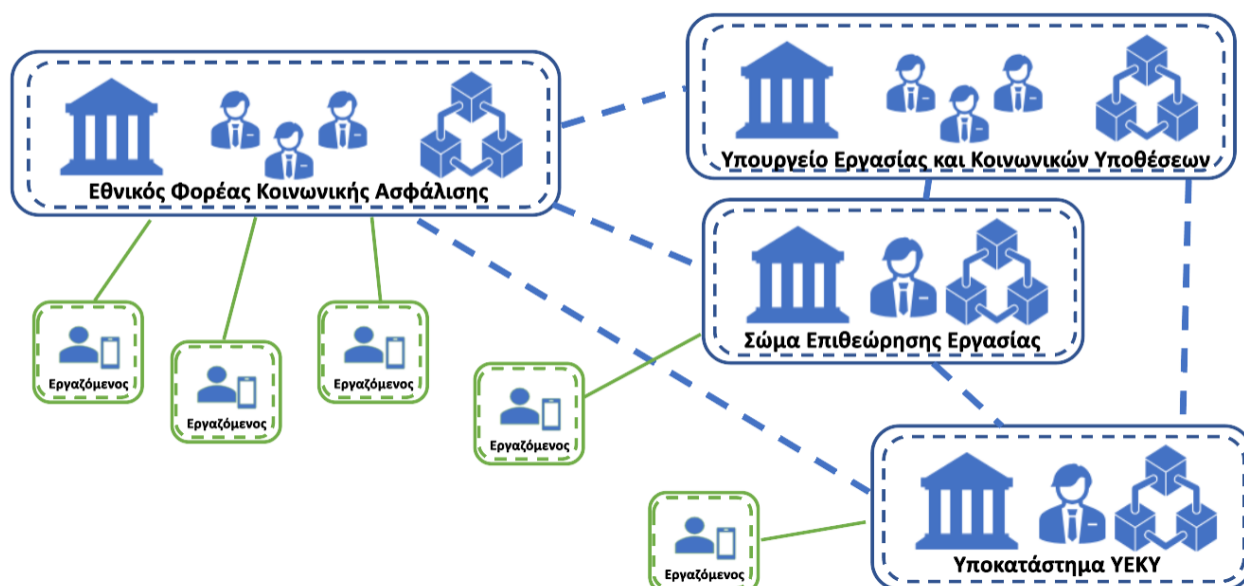 Υπουργείο Εργασίας και Κοινωνικών Υποθέσεων
Εθνικός Φορέας Κοινωνικής Ασφάλισης
Σώμα Επιθεώρησης Εργασίας
Εργαζόμενος
Εργαζόμενος
Εργαζόμενος
Εργαζόμενος
Υποκατάστημα ΥΕΚΥ
Εργαζόμενος